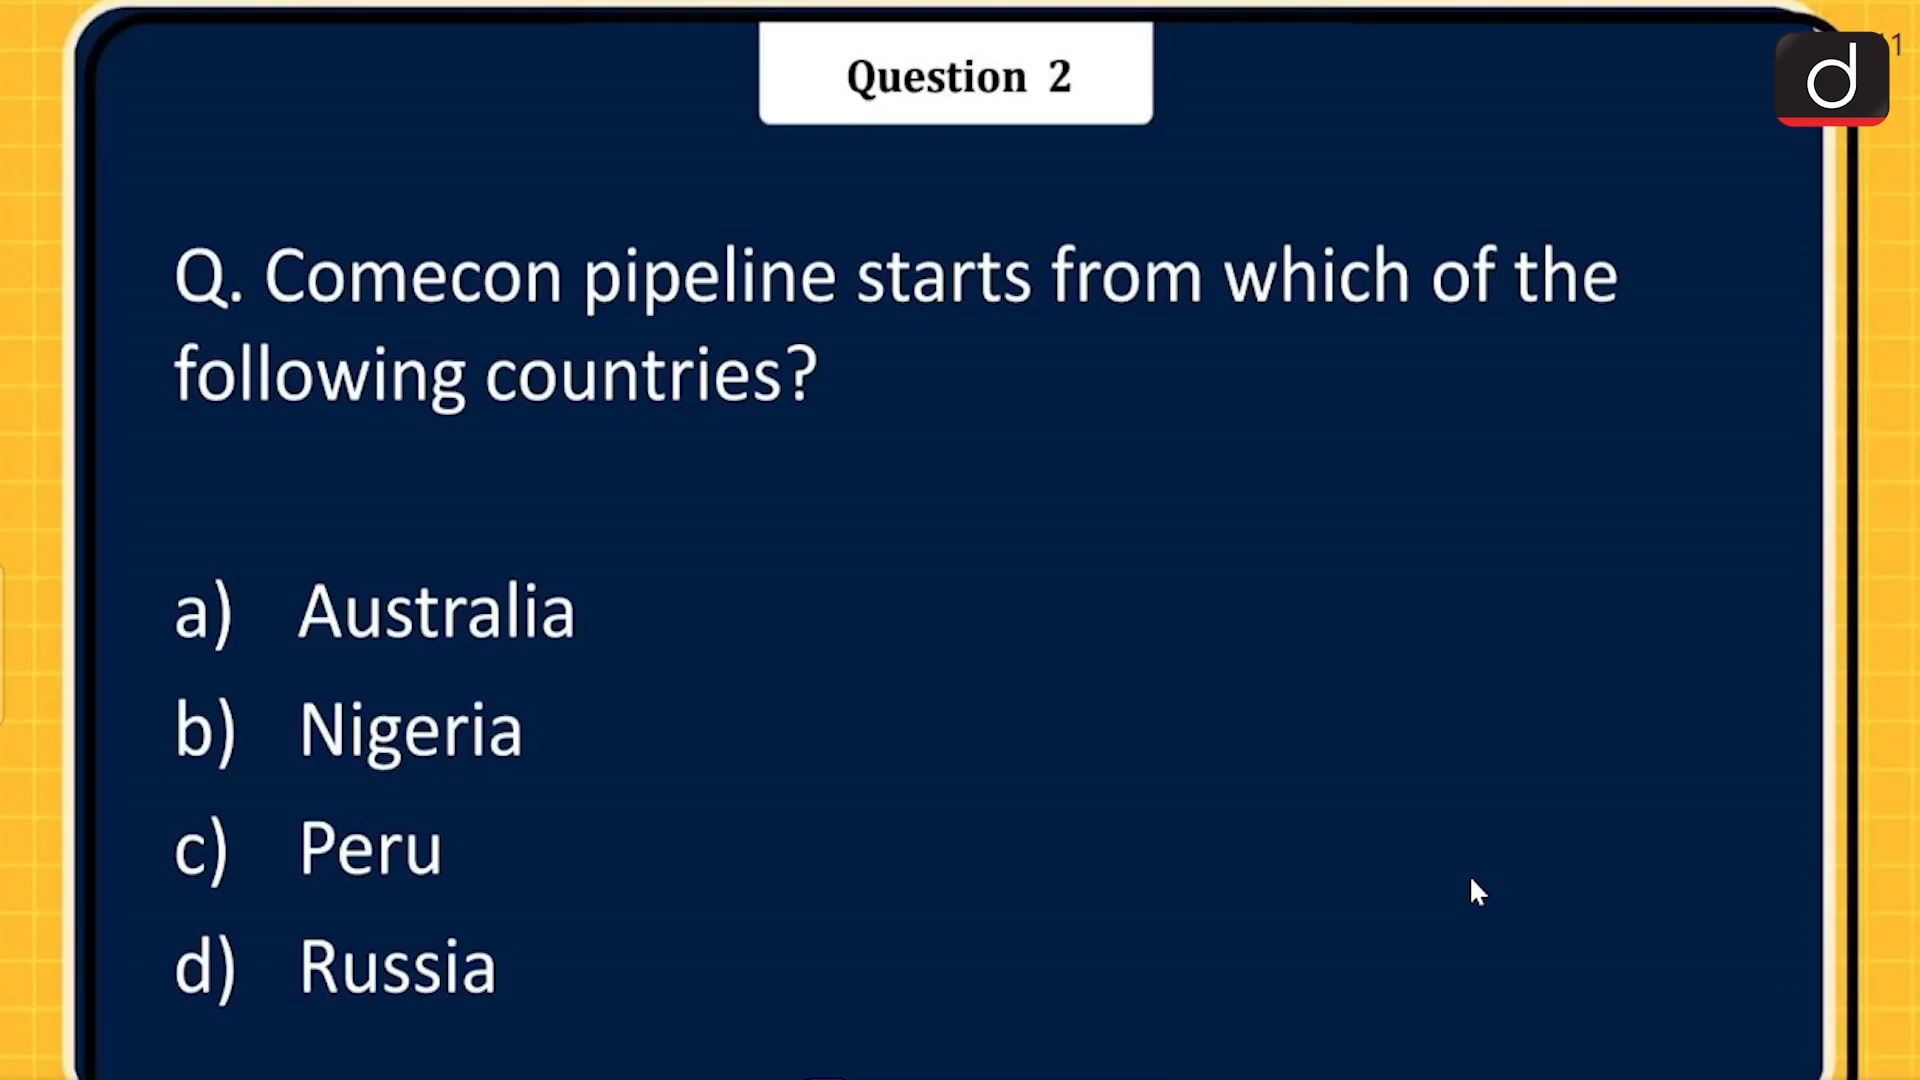 Question 2
Q. Comecon pipeline starts from which of the
following countries?
a) Australia
b) Nigeria
c) Peru
d) Russia
d